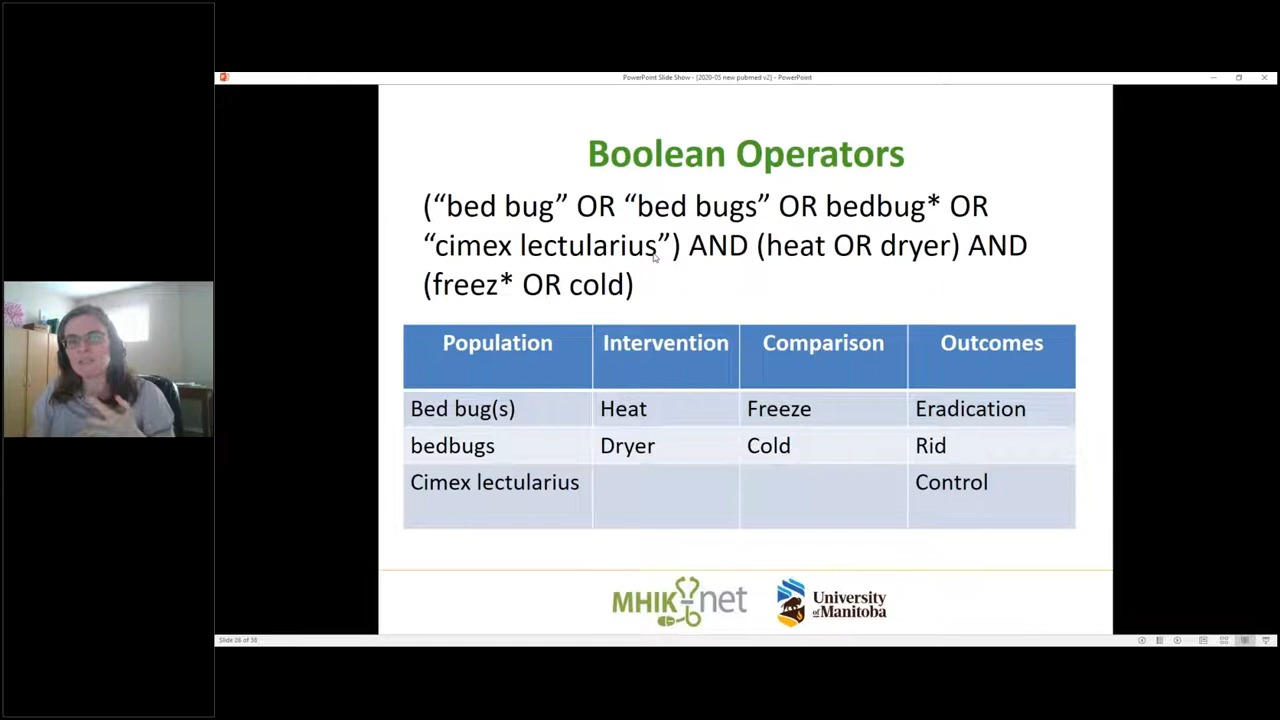 PowerPoint Slide Show - [2020-05 new pubmed v2] - PowerPoint
Boolean Operators
(“bed bug” OR “bed bugs” OR bedbug* OR
“cimex lectularius”) AND (heat OR dryer) AND
(freez* OR cold)
Population Intervention Comparison Outcomes
Bed bug(s) Heat Freeze Eradication
bedbugs Dryer Cold Rid
Cimex lectularius Control
MHIK-net
University
of Manitoba
Slide 26 of 36